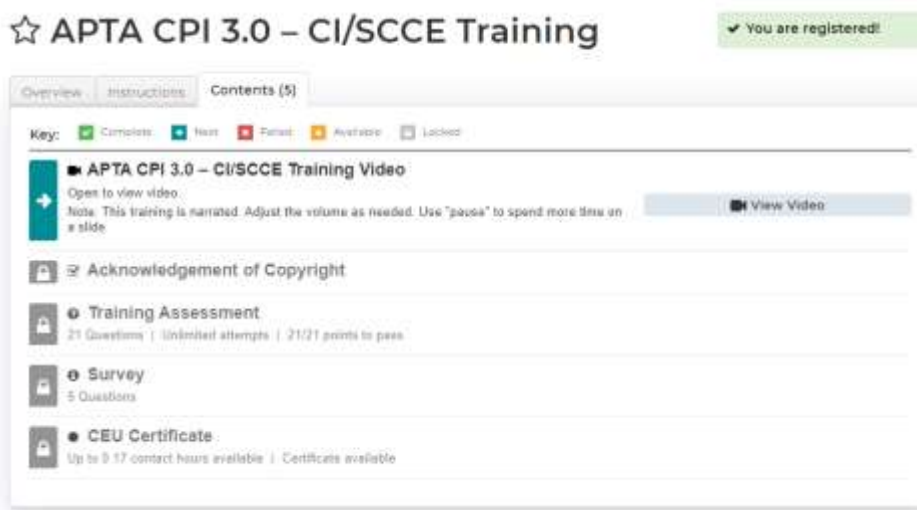 APTA CPI 3.0 – CI/SCCE Training
You are registered!
Overview Instructions Contents (5)
Key: Complete Next Failed Available Locked
APTA CPI 3.0 – CI/SCCE Training Video
Open to view video.
Note: This training is narrated. Adjust the volume as needed. Use "pause" to spend more time on
a slide
View Video
Acknowledgement of Copyright
Training Assessment
21 Questions | Unlimited attempts | 21/21 points to pass
Survey
5 Questions
CEU Certificate
Up to 0.17 contact hours available | Certificate available